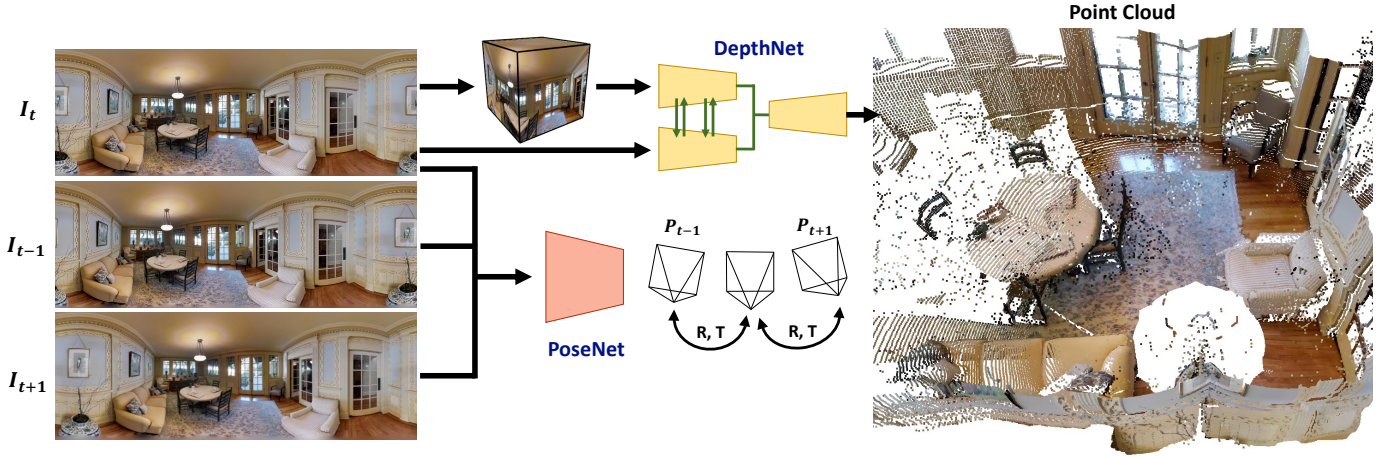 Point Cloud
DepthNet
I_t
I_{t-1}
P_{t-1}
P_{t+1}
R, T
R, T
PoseNet
I_{t+1}